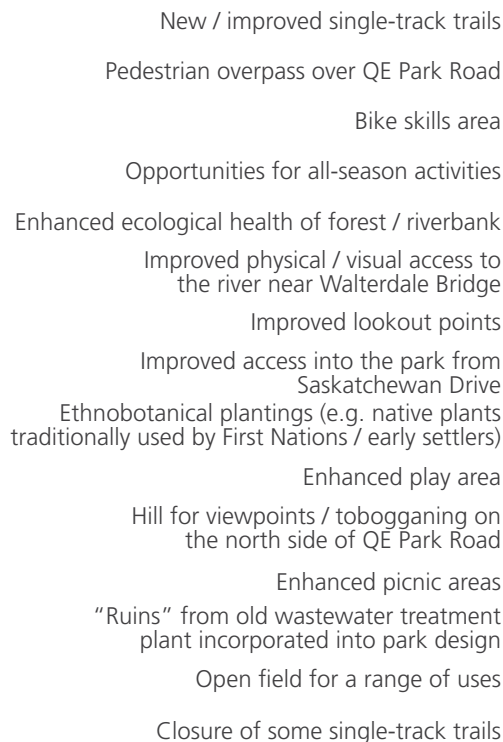 New / improved single-track trails
Pedestrian overpass over QE Park Road
Bike skills area
Opportunities for all-season activities
Enhanced ecological health of forest / riverbank
Improved physical / visual access to
the river near Walterdale Bridge
Improved lookout points
Improved access into the park from
Saskatchewan Drive
Ethnobotanical plantings (e.g. native plants
traditionally used by First Nations / early settlers)
Enhanced play area
Hill for viewpoints / tobogganing on
the north side of QE Park Road
Enhanced picnic areas
“Ruins” from old wastewater treatment
plant incorporated into park design
Open field for a range of uses
Closure of some single-track trails